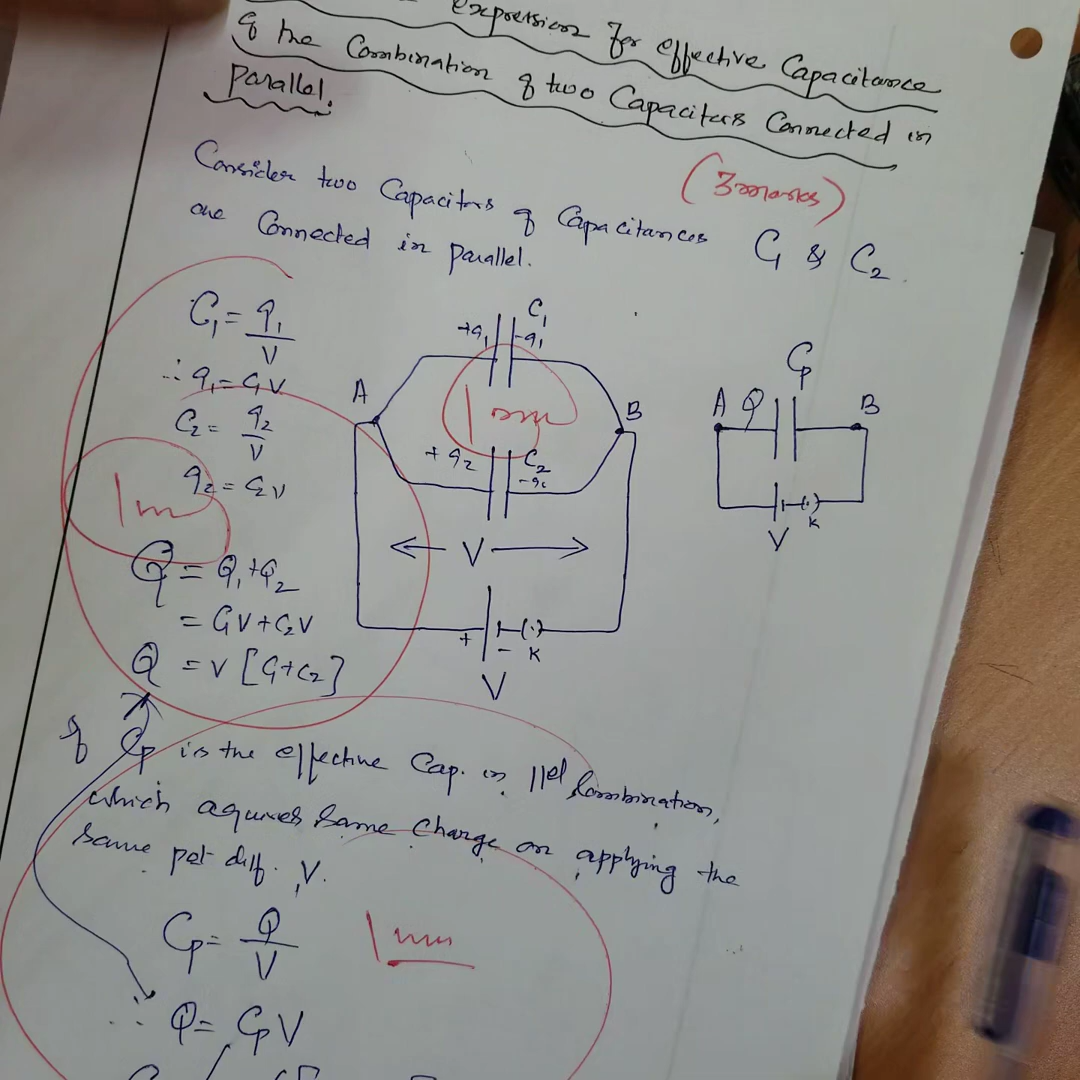 expression for effective Capacitance
of the Combination of two Capacitors Connected in
parallel.
(3 marks)
Consider two Capacitors of Capacitances C1 & C2
are Connected in parallel.
C1 = q1/V
∴ q1 = C1V
C2 = q2/V
q2 = C2V
1m
Q = Q1+Q2
= C1V+C2V
Q = V [C1+C2]
C1
+q1 -q1
1m
A B
+q2 C2
-q2
V
+ - K
V
Cp
A Q B
K
V
If Cp is the effective Cap. in llel Combination,
which aquires same charge on applying the
same pot diff. V.
Cp = Q/V
1m
∴ Q = CpV